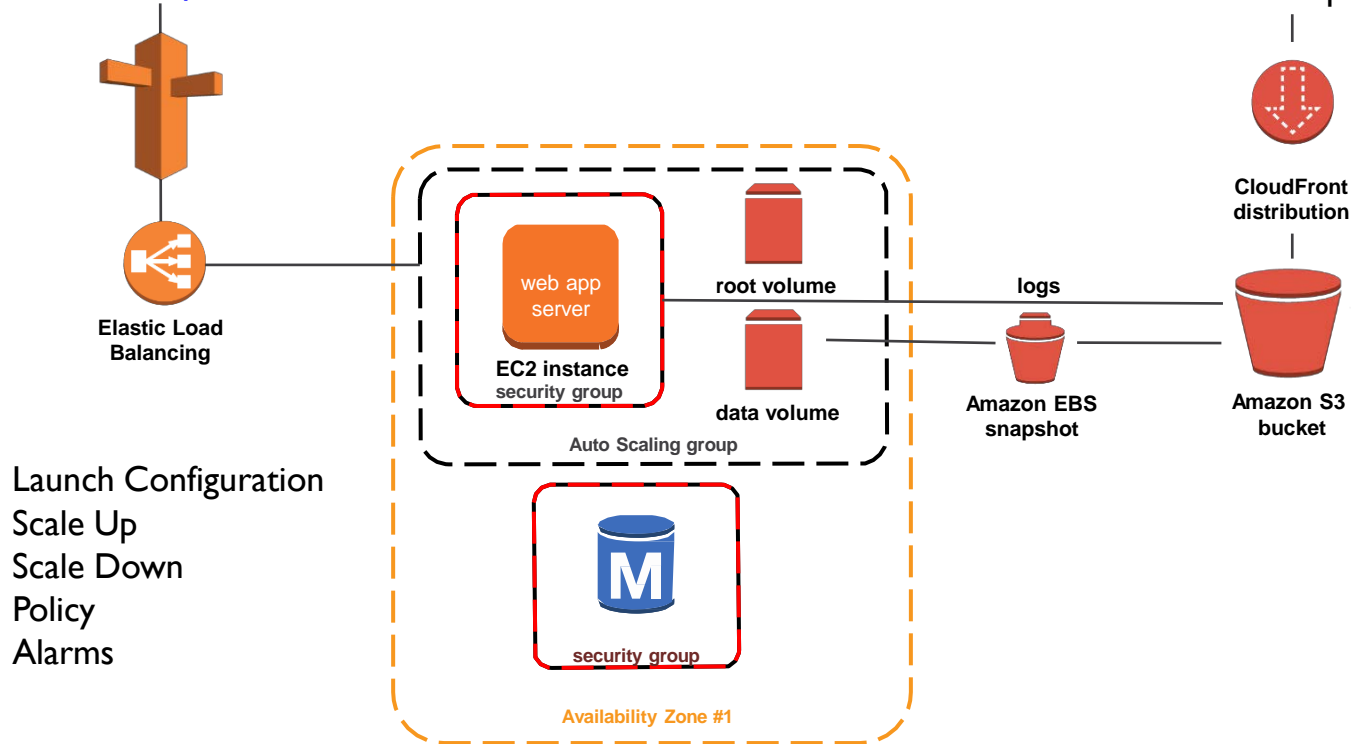 CloudFront
distribution
web app
server
root volume
logs
Elastic Load
Balancing
EC2 instance
security group
data volume
Amazon EBS
snapshot
Amazon S3
bucket
Auto Scaling group
Launch Configuration
Scale Up
Scale Down
Policy
Alarms
M
security group
Availability Zone #1